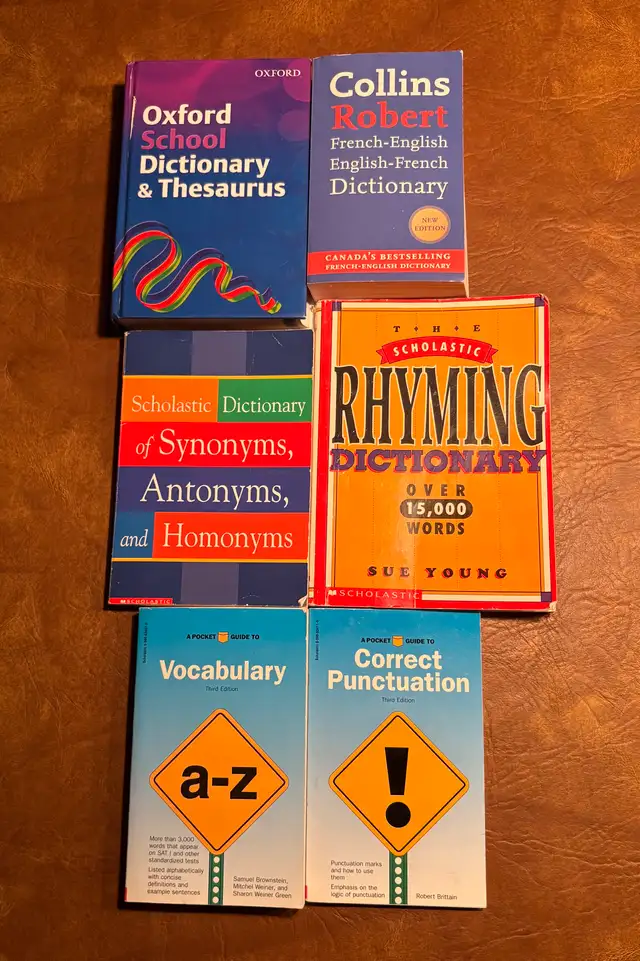 OXFORD
Oxford
School
Dictionary
& Thesaurus
Collins
Robert
French-English
English-French
Dictionary
NEW
EDITION
CANADA'S BESTSELLING
FRENCH-ENGLISH DICTIONARY
Scholastic Dictionary
of Synonyms,
Antonyms,
and Homonyms
SCHOLASTIC
THE
SCHOLASTIC
RHYMING
DICTIONARY
OVER
15,000
WORDS
SUE YOUNG
SCHOLASTIC
A POCKET GUIDE TO
Vocabulary
Third Edition
a-z
More than 3,000
words that appear
on SAT I and other
standardized tests
Listed alphabetically
with concise
definitions and
example sentences
Samuel Brownstein,
Mitchel Weiner, and
Sharon Weiner Green
A POCKET GUIDE TO
Correct
Punctuation
Third Edition
!
Punctuation marks
and how to use
them
Emphasis on the
logic of punctuation
Robert Brittain